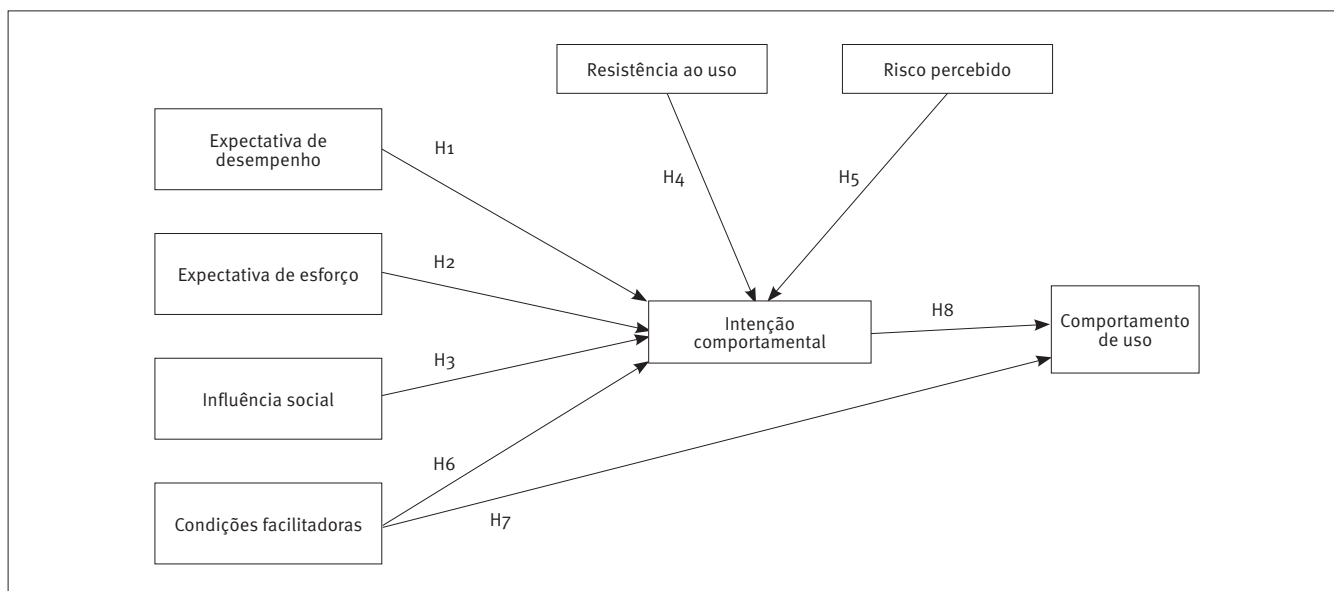 Resistência ao uso
Risco percebido
Expectativa de
desempenho
H1
H4
H5
Expectativa de esforço
H2
Intenção
comportamental
H8
Comportamento
de uso
Influência social
H3
Condições facilitadoras
H6
H7